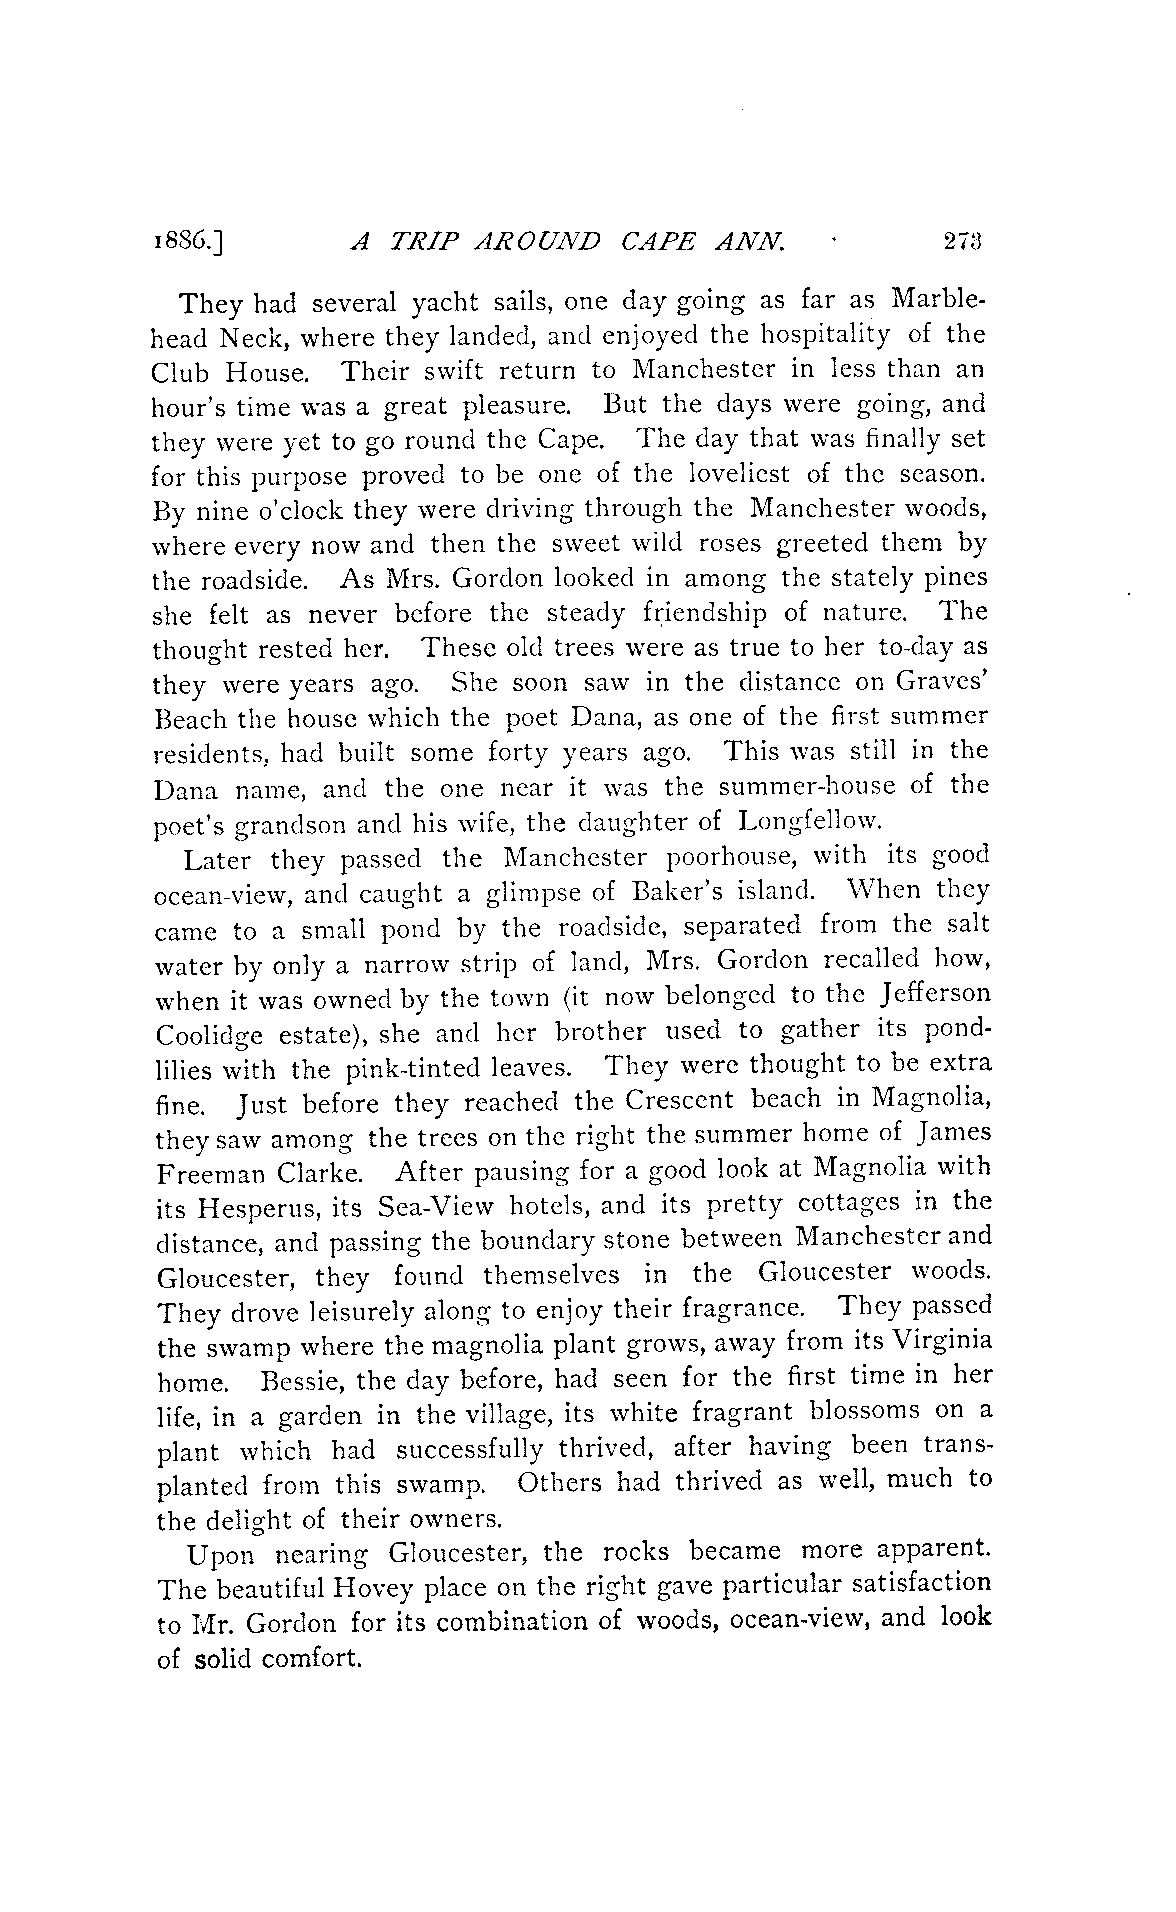 1886.] A TRIP AROUND CAPE ANN. 273
They had several yacht sails, one day going as far as Marble-
head Neck, where they landed, and enjoyed the hospitality of the
Club House. Their swift return to Manchester in less than an
hour's time was a great pleasure. But the days were going, and
they were yet to go round the Cape. The day that was finally set
for this purpose proved to be one of the loveliest of the season.
By nine o'clock they were driving through the Manchester woods,
where every now and then the sweet wild roses greeted them by
the roadside. As Mrs. Gordon looked in among the stately pines
she felt as never before the steady friendship of nature. The
thought rested her. These old trees were as true to her to-day as
they were years ago. She soon saw in the distance on Graves'
Beach the house which the poet Dana, as one of the first summer
residents, had built some forty years ago. This was still in the
Dana name, and the one near it was the summer-house of the
poet's grandson and his wife, the daughter of Longfellow.
Later they passed the Manchester poorhouse, with its good
ocean-view, and caught a glimpse of Baker's island. When they
came to a small pond by the roadside, separated from the salt
water by only a narrow strip of land, Mrs. Gordon recalled how,
when it was owned by the town (it now belonged to the Jefferson
Coolidge estate), she and her brother used to gather its pond-
lilies with the pink-tinted leaves. They were thought to be extra
fine. Just before they reached the Crescent beach in Magnolia,
they saw among the trees on the right the summer home of James
Freeman Clarke. After pausing for a good look at Magnolia with
its Hesperus, its Sea-View hotels, and its pretty cottages in the
distance, and passing the boundary stone between Manchester and
Gloucester, they found themselves in the Gloucester woods.
They drove leisurely along to enjoy their fragrance. They passed
the swamp where the magnolia plant grows, away from its Virginia
home. Bessie, the day before, had seen for the first time in her
life, in a garden in the village, its white fragrant blossoms on a
plant which had successfully thrived, after having been trans-
planted from this swamp. Others had thrived as well, much to
the delight of their owners.
Upon nearing Gloucester, the rocks became more apparent.
The beautiful Hovey place on the right gave particular satisfaction
to Mr. Gordon for its combination of woods, ocean-view, and look
of solid comfort.